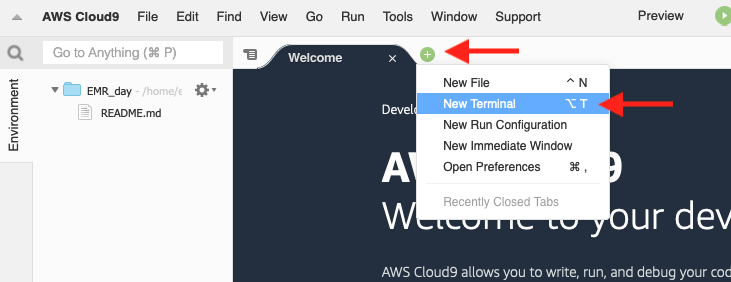 AWS Cloud9 File Edit Find View Go Run Tools Window Support Preview
Go to Anything (⌘ P)
Welcome
Environment
EMR_day - /home/e
README.md
New File ^ N
New Terminal ⌥ T
New Run Configuration
New Immediate Window
Open Preferences ⌘ ,
Recently Closed Tabs
Develo
AWS Cloud9
Welcome to your dev
AWS Cloud9 allows you to write, run, and debug your cod